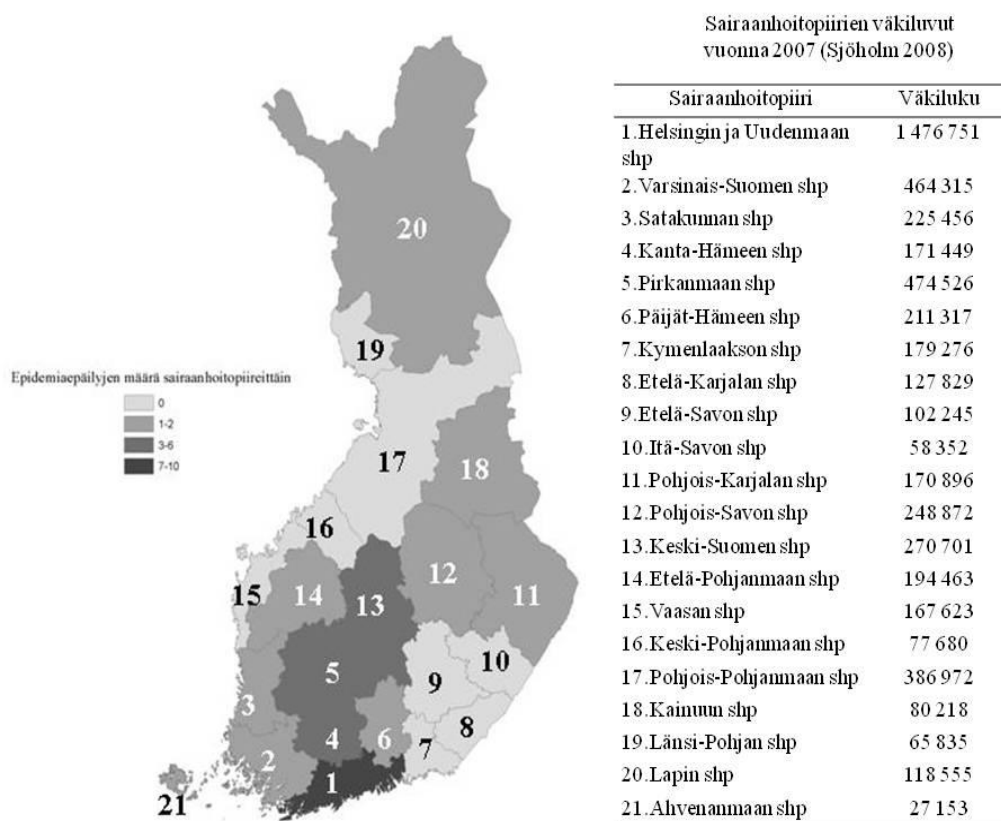 Sairaanhoitopiirien väkiluvut
vuonna 2007 (Sjöholm 2008)
Sairaanhoitopiiri Väkiluku
1.Helsingin ja Uudenmaan 1 476 751
shp
2.Varsinais-Suomen shp 464 315
3.Satakunnan shp 225 456
4.Kanta-Hämeen shp 171 449
5.Pirkanmaan shp 474 526
6.Päijät-Hämeen shp 211 317
7.Kymenlaakson shp 179 276
8.Etelä-Karjalan shp 127 829
9.Etelä-Savon shp 102 245
10.Itä-Savon shp 58 352
11.Pohjois-Karjalan shp 170 896
12.Pohjois-Savon shp 248 872
13.Keski-Suomen shp 270 701
14.Etelä-Pohjanmaan shp 194 463
15.Vaasan shp 167 623
16.Keski-Pohjanmaan shp 77 680
17.Pohjois-Pohjanmaan shp 386 972
18.Kainuun shp 80 218
19.Länsi-Pohjan shp 65 835
20.Lapin shp 118 555
21.Ahvenanmaan shp 27 153
Epidemiaepäilyjen määrä sairaanhoitopiireittäin
0
1-2
3-6
7-10
20
19
17
18
16
15
14
13
12
11
5
9
10
3
4
6
7
8
2
1
21